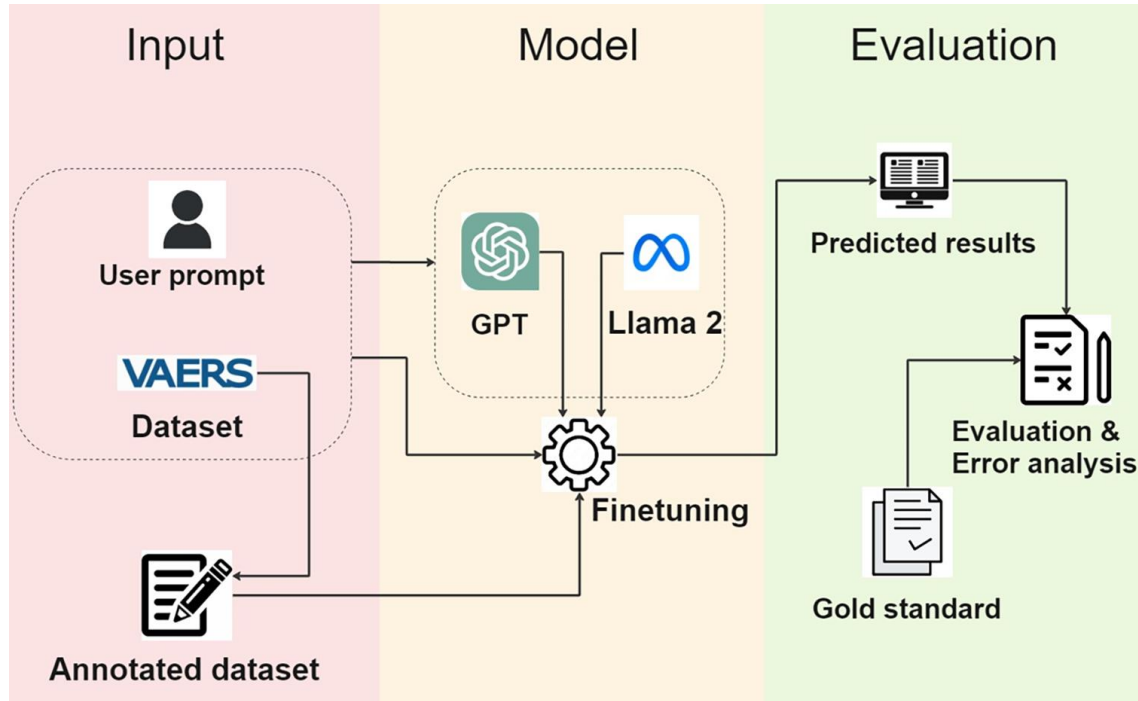 Input
Model
Evaluation
User prompt
VAERS
Dataset
Annotated dataset
GPT
Llama 2
Finetuning
Predicted results
Evaluation &
Error analysis
Gold standard